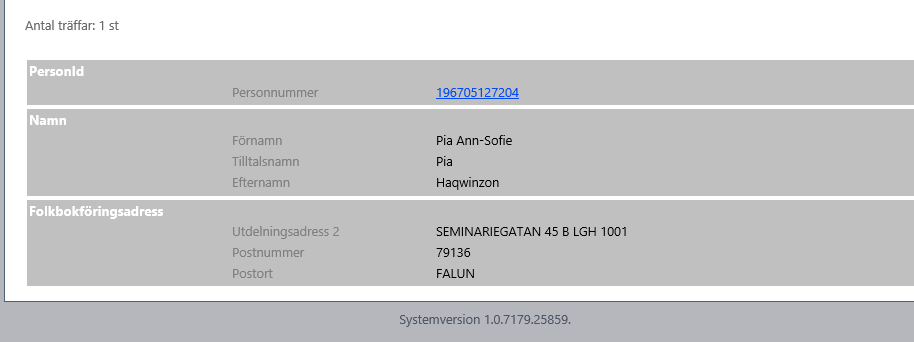 Antal träffar: 1 st
PersonId
Personnummer 196705127204
Namn
Förnamn Pia Ann-Sofie
Tilltalsnamn Pia
Efternamn Haqwinzon
Folkbokföringsadress
Utdelningsadress 2 SEMINARIEGATAN 45 B LGH 1001
Postnummer 79136
Postort FALUN
Systemversion 1.0.7179.25859.